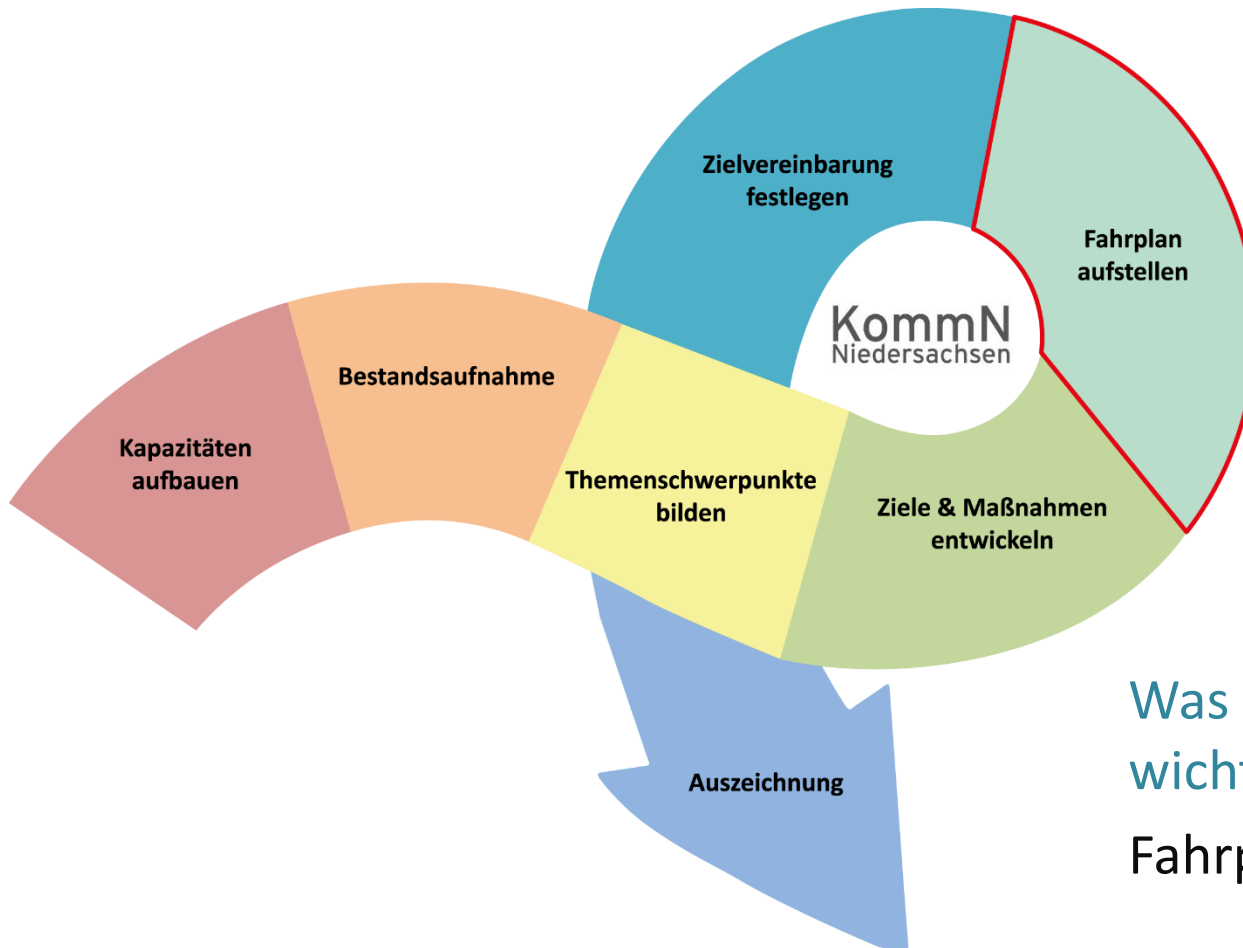 Zielvereinbarung
festlegen
Fahrplan
aufstellen
KommN
Niedersachsen
Bestandsaufnahme
Kapazitäten
aufbauen
Themenschwerpunkte
bilden
Ziele & Maßnahmen
entwickeln
Auszeichnung
Was